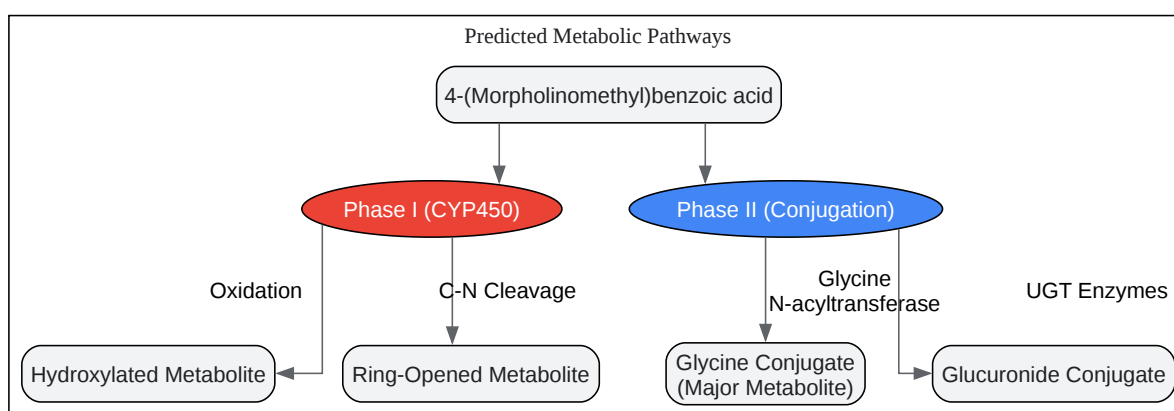 Predicted Metabolic Pathways
4-(Morpholinomethyl)benzoic acid
Phase I (CYP450)
Phase II (Conjugation)
Oxidation
C-N Cleavage
Glycine
N-acyltransferase
UGT Enzymes
Hydroxylated Metabolite
Ring-Opened Metabolite
Glycine Conjugate
(Major Metabolite)
Glucuronide Conjugate